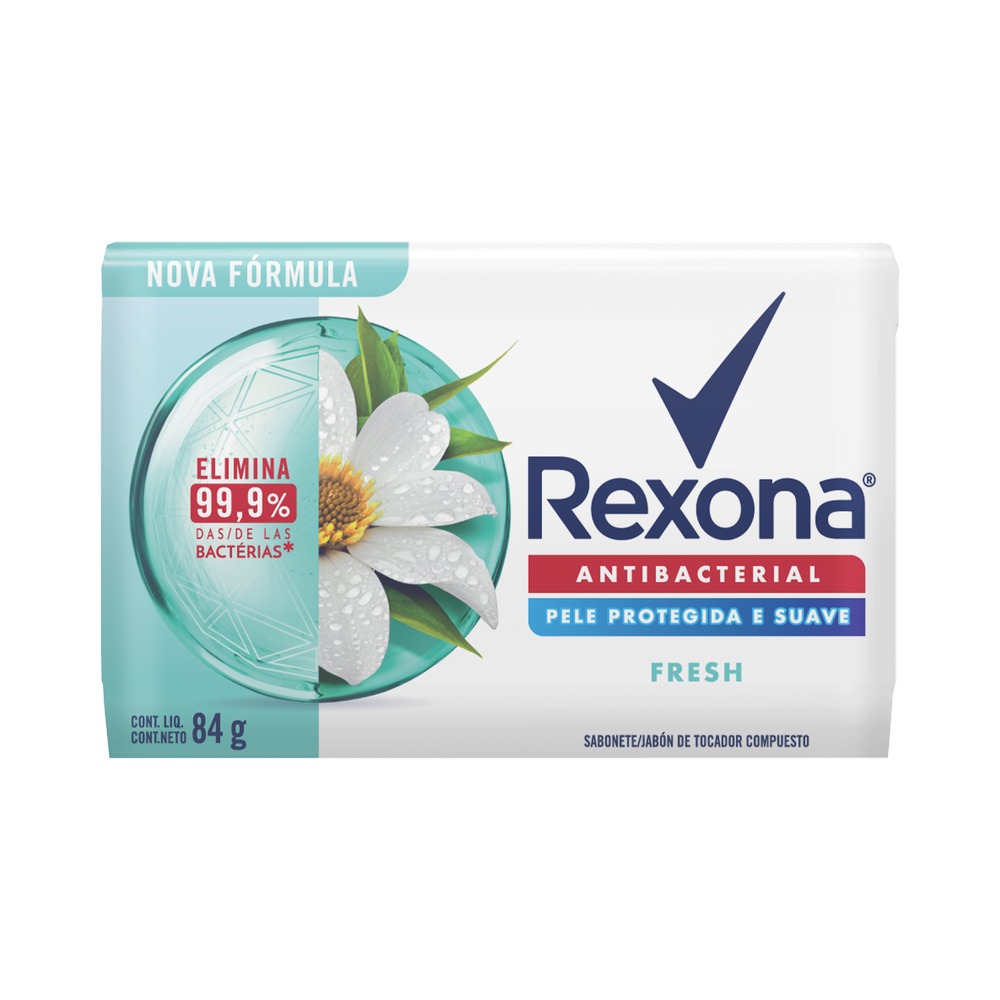 NOVA FÓRMULA
ELIMINA
99,9%
DAS/DE LAS
BACTÉRIAS*
Rexona®
ANTIBACTERIAL
PELE PROTEGIDA E SUAVE
FRESH
CONT. LIQ.
CONT.NETO 84 g
SABONETE/JABÓN DE TOCADOR COMPUESTO